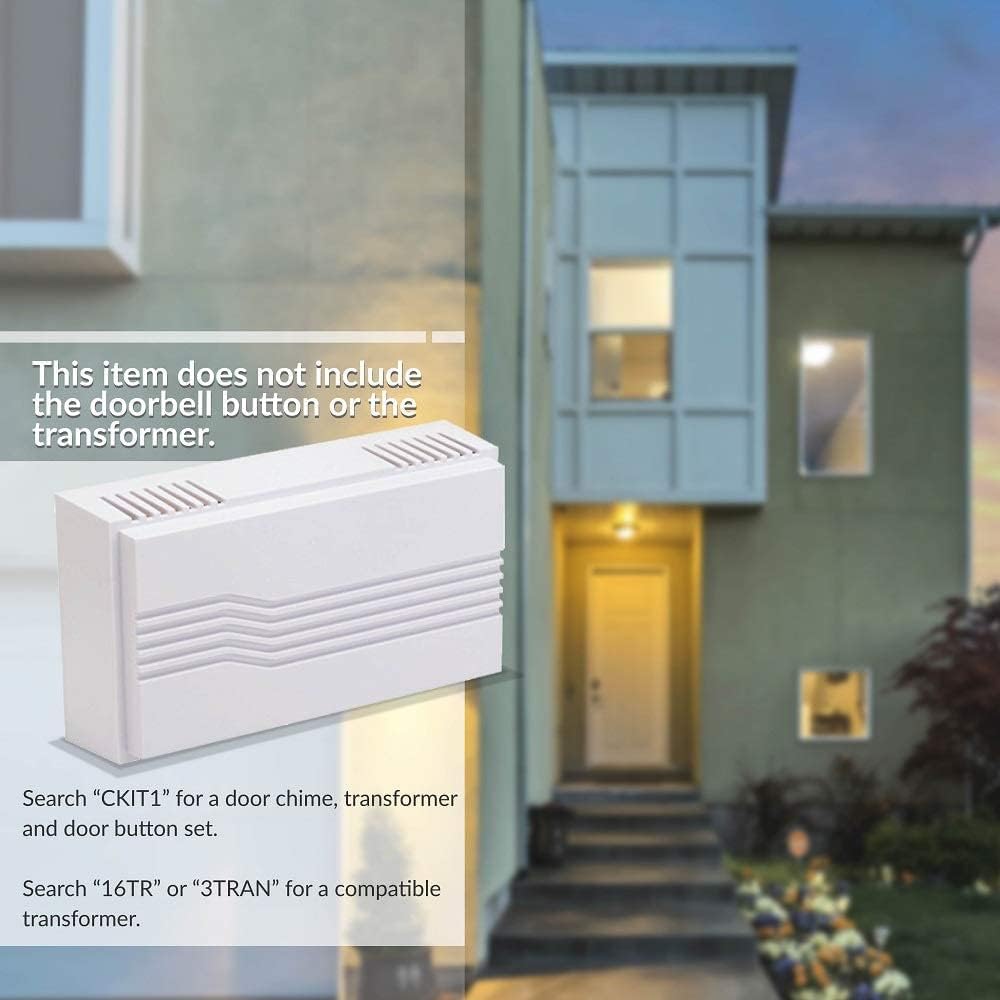 This item does not include
the doorbell button or the
transformer.
Search “CKIT1” for a door chime, transformer
and door button set.
Search “16TR” or “3TRAN” for a compatible
transformer.